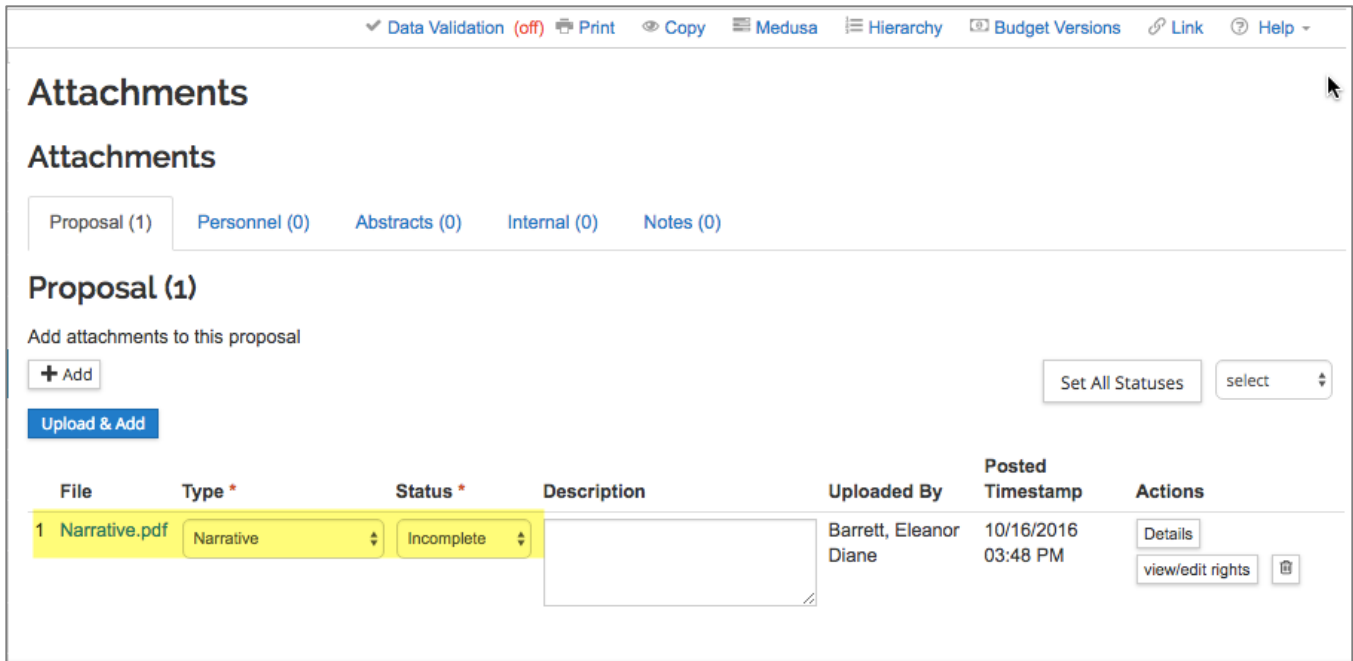 Data Validation (off) Print Copy Medusa Hierarchy Budget Versions Link Help
Attachments
Attachments
Proposal (1) Personnel (0) Abstracts (0) Internal (0) Notes (0)
Proposal (1)
Add attachments to this proposal
+ Add
Set All Statuses select
Upload & Add
File Type * Status * Description Uploaded By Posted Timestamp Actions
1 Narrative.pdf Narrative Incomplete Barrett, Eleanor Diane 10/16/2016 03:48 PM Details
view/edit rights